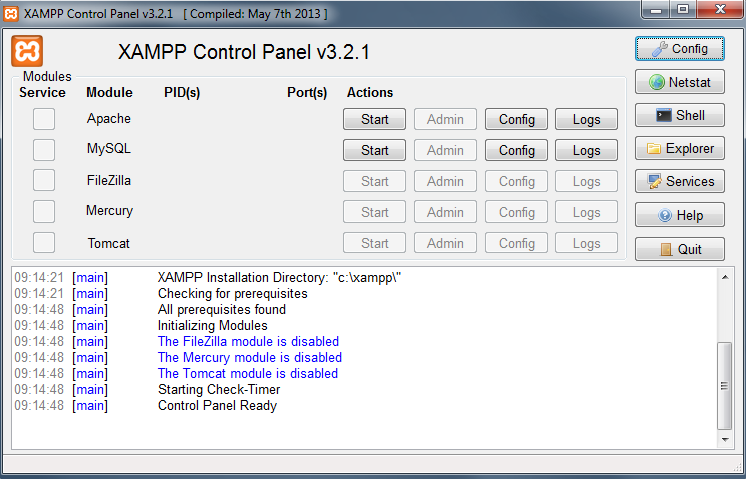 XAMPP Control Panel v3.2.1 [ Compiled: May 7th 2013 ]
XAMPP Control Panel v3.2.1
Config
Modules
Service Module PID(s) Port(s) Actions
Netstat
Apache Start Admin Config Logs
Shell
MySQL Start Admin Config Logs
Explorer
FileZilla Start Admin Config Logs
Services
Mercury Start Admin Config Logs
Help
Tomcat Start Admin Config Logs
Quit
09:14:21 [main] XAMPP Installation Directory: "c:\xampp\"
09:14:21 [main] Checking for prerequisites
09:14:48 [main] All prerequisites found
09:14:48 [main] Initializing Modules
09:14:48 [main] The FileZilla module is disabled
09:14:48 [main] The Mercury module is disabled
09:14:48 [main] The Tomcat module is disabled
09:14:48 [main] Starting Check-Timer
09:14:48 [main] Control Panel Ready